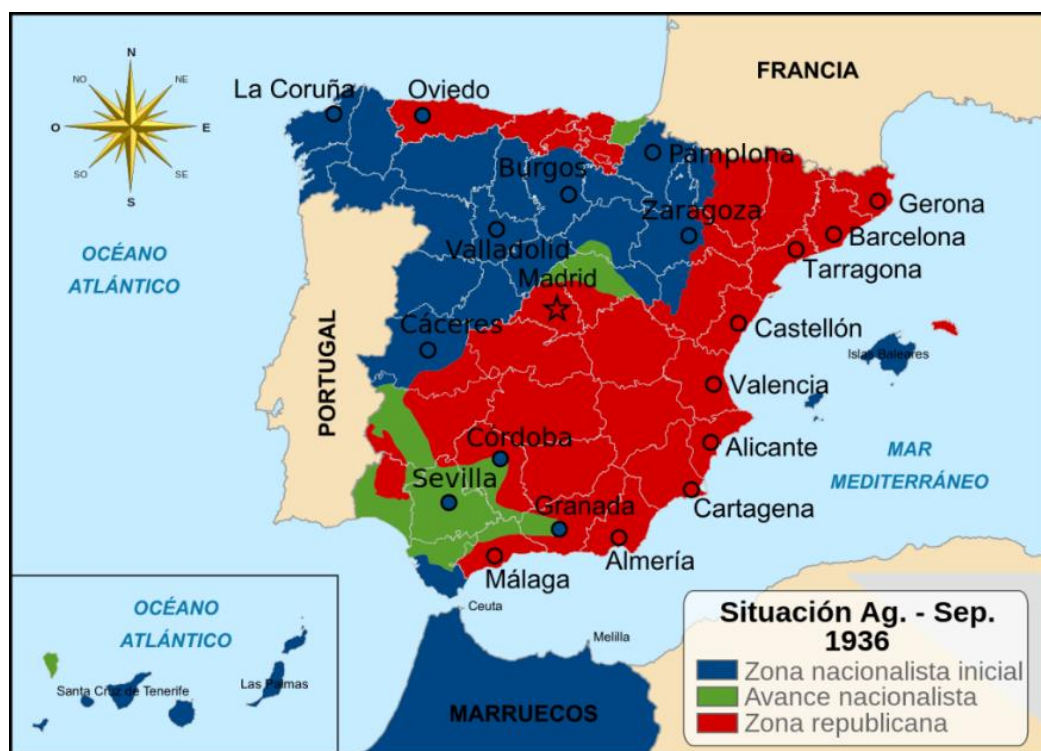 N
NO
NE
O
E
SO
SE
S
FRANCIA
La Coruña
Oviedo
Pamplona
Burgos
Zaragoza
Gerona
Valladolid
Barcelona
Tarragona
OCÉANO
ATLÁNTICO
Madrid
Castellón
Cáceres
Islas Baleares
PORTUGAL
Valencia
Córdoba
Alicante
MAR
MEDITERRÁNEO
Sevilla
Cartagena
Granada
Almería
Málaga
Ceuta
Melilla
MARRUECOS
OCÉANO
ATLÁNTICO
Santa Cruz de Tenerife
Las Palmas
Situación Ag. - Sep.
1936
Zona nacionalista inicial
Avance nacionalista
Zona republicana